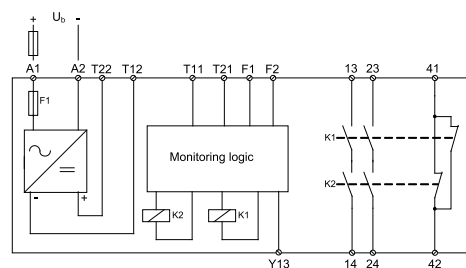 + Ub -
A1 A2 T22 T12 T11 T21 F1 F2 13 23 41
F1
K1
Monitoring logic
- +
K2 K1 K2
Y13 14 24 42